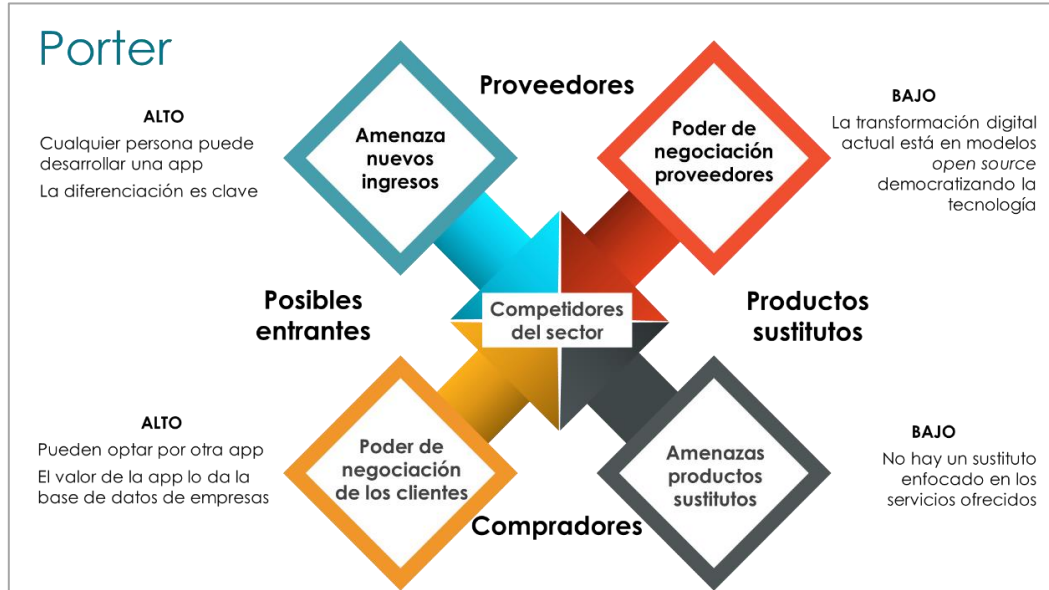 Porter
Proveedores
ALTO
Cualquier persona puede
desarrollar una app
La diferenciación es clave
Amenaza
nuevos
ingresos
Poder de
negociación
proveedores
BAJO
La transformación digital
actual está en modelos
open source
democratizando la
tecnología
Posibles
entrantes
Competidores
del sector
Productos
sustitutos
ALTO
Pueden optar por otra app
El valor de la app lo da la
base de datos de empresas
Poder de
negociación
de los clientes
Amenazas
productos
sustitutos
BAJO
No hay un sustituto
enfocado en los
servicios ofrecidos
Compradores